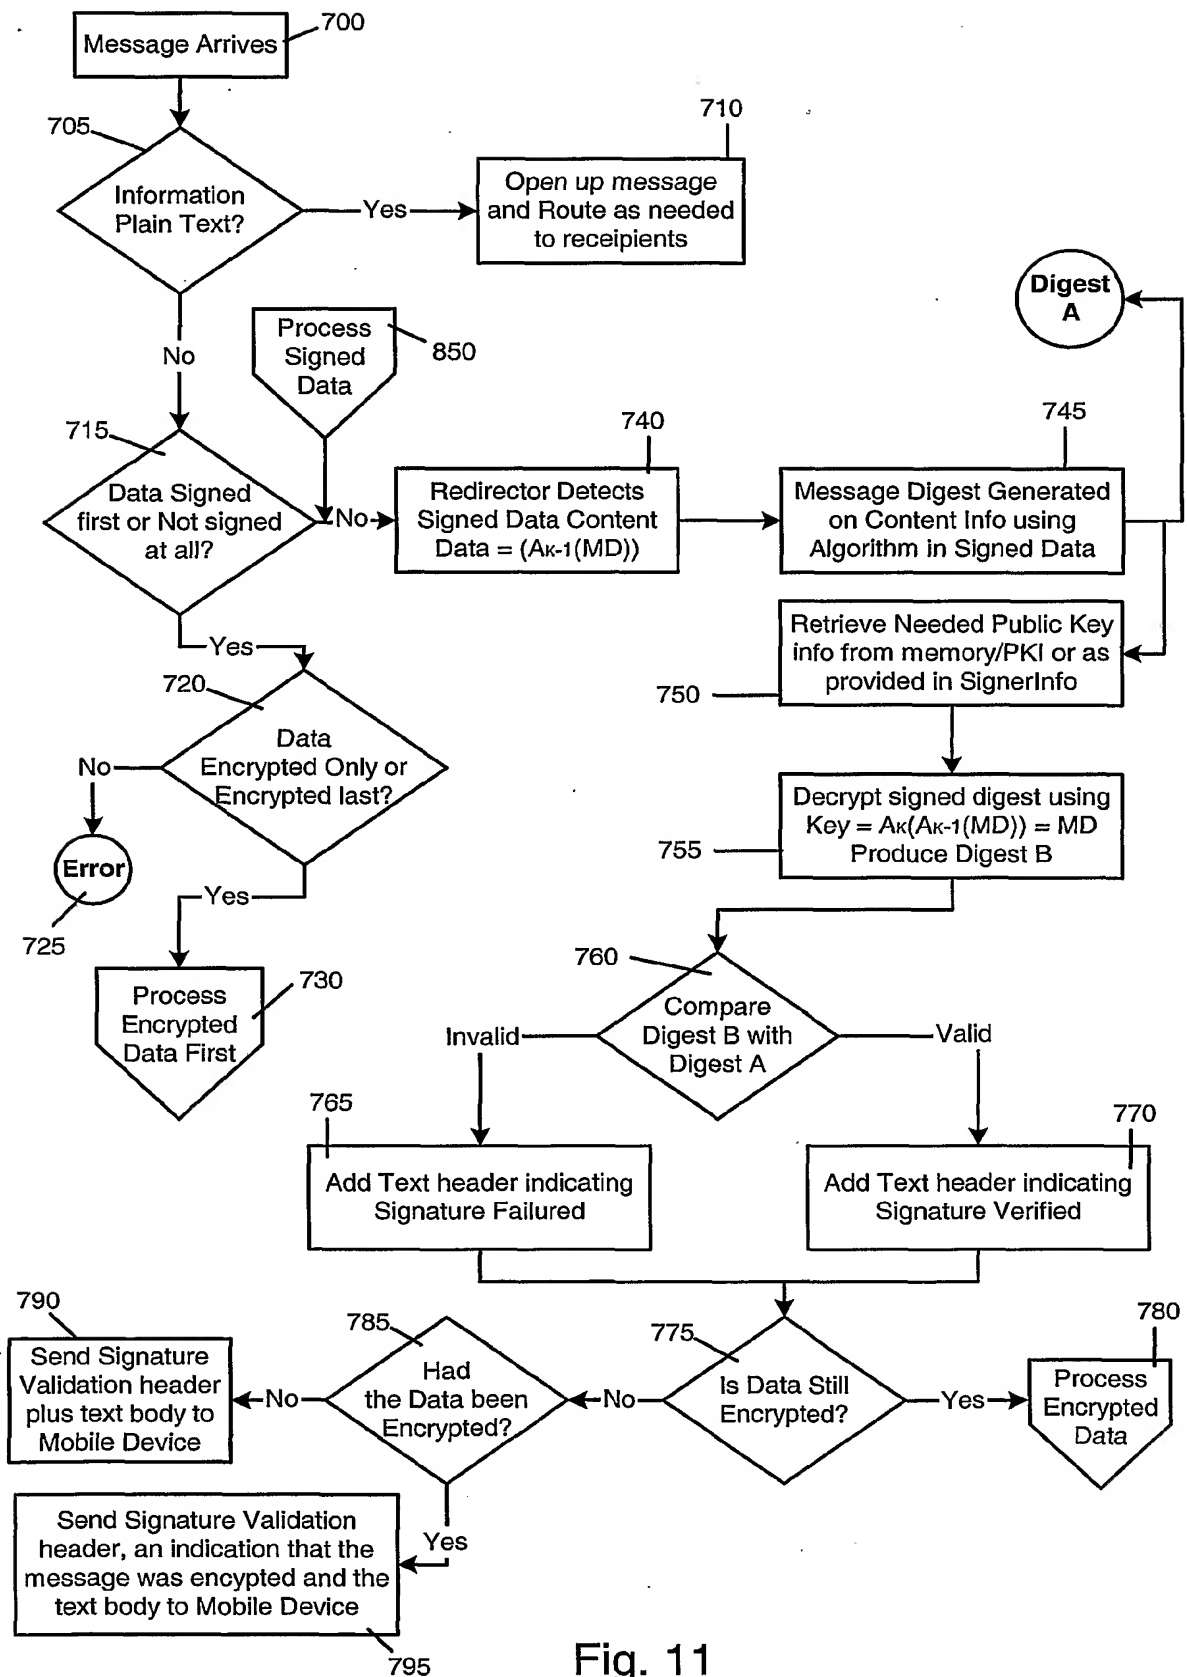 Message Arrives
700
705
Information
Plain Text?
Yes
710
Open up message
and Route as needed
to receipients
Digest
A
No
Process
Signed
Data
850
715
Data Signed
first or Not signed
at all?
No
740
Redirector Detects
Signed Data Content
Data = (AK-1(MD))
745
Message Digest Generated
on Content Info using
Algorithm in Signed Data
Yes
720
Data
Encrypted Only or
Encrypted last?
No
Error
725
Yes
730
Process
Encrypted
Data First
Retrieve Needed Public Key
info from memory/PKI or as
provided in SignerInfo
750
Decrypt signed digest using
Key = AK(AK-1(MD)) = MD
Produce Digest B
755
760
Compare
Digest B with
Digest A
Invalid
Valid
765
Add Text header indicating
Signature Failured
770
Add Text header indicating
Signature Verified
775
Is Data Still
Encrypted?
Yes
780
Process
Encrypted
Data
No
785
Had
the Data been
Encrypted?
No
790
Send Signature
Validation header
plus text body to
Mobile Device
Yes
Send Signature Validation
header, an indication that the
message was encypted and the
text body to Mobile Device
795
Fig. 11